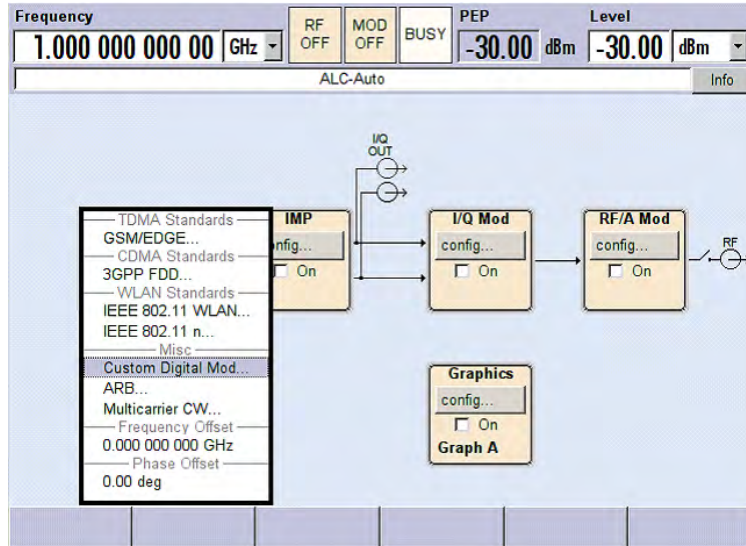 Frequency
RF OFF
MOD OFF
BUSY
PEP
Level
1.000 000 000 00 GHz
-30.00 dBm
-30.00 dBm
ALC-Auto
Info
I/Q OUT
TDMA Standards
GSM/EDGE...
CDMA Standards
3GPP FDD...
WLAN Standards
IEEE 802.11 WLAN...
IEEE 802.11 n...
Misc
Custom Digital Mod...
ARB...
Multicarrier CW...
Frequency Offset
0.000 000 000 GHz
Phase Offset
0.00 deg
IMP
nfig...
On
I/Q Mod
config...
On
RF/A Mod
config...
On
RF
Graphics
config...
On
Graph A